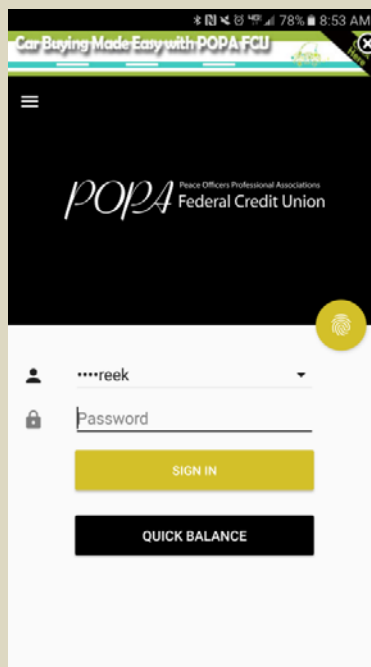 78% 8:53 AM
Car Buying Made Easy with POPA FCU
Here
POPA Peace Officers Professional Associations
Federal Credit Union
····reek
Password
SIGN IN
QUICK BALANCE